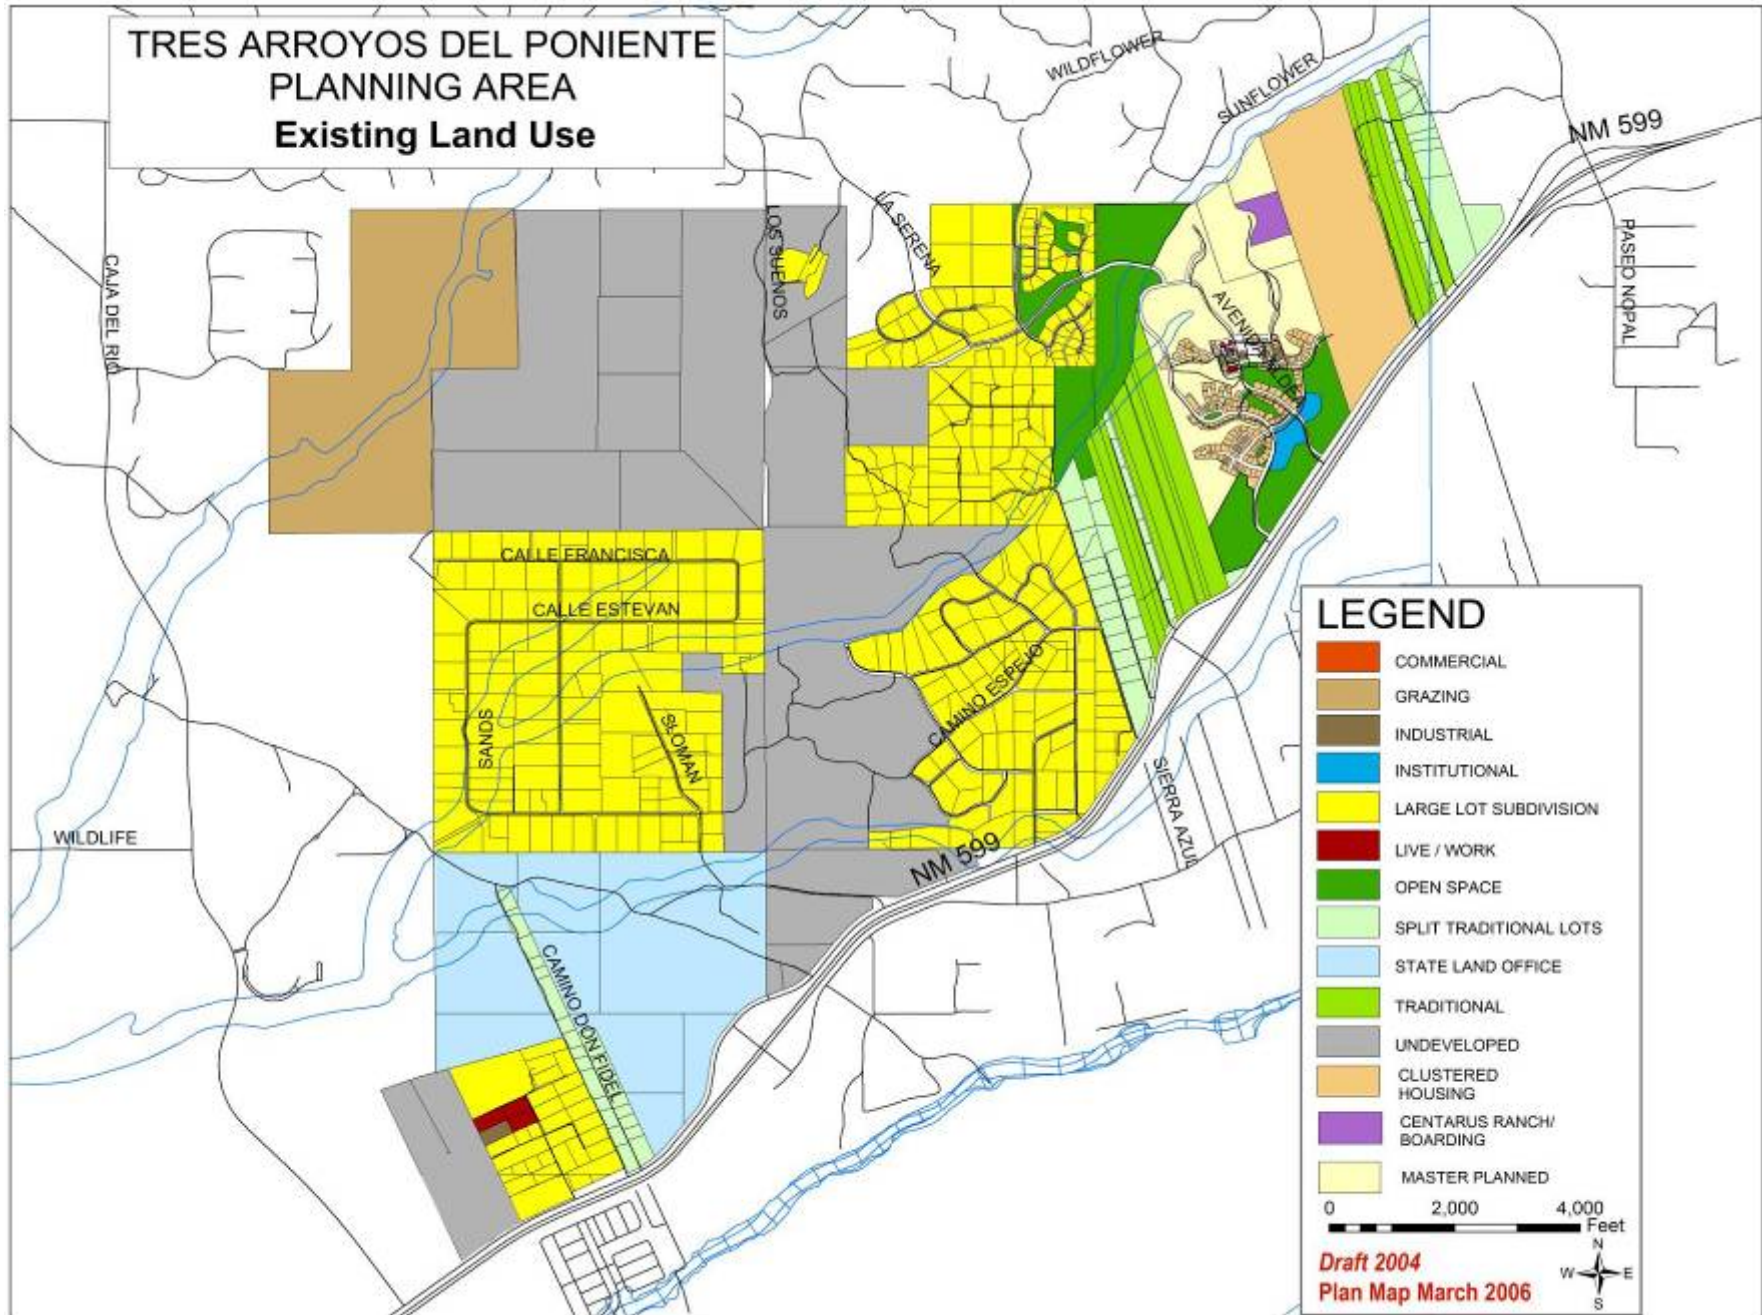 TRES ARROYOS DEL PONIENTE
PLANNING AREA
Existing Land Use
WILDFLOWER
SUNFLOWER
NM 599
LA SERENA
LOS SUENOS
PASEO NOPAL
CAJA DEL RIO
CALLE FRANCISCA
CALLE ESTEVAN
SANDS
SLOMAN
CAMINO ESPEJO
SIERRA AZUL
WILDLIFE
NM 599
CAMINO DON FIDEL
LEGEND
COMMERCIAL
GRAZING
INDUSTRIAL
INSTITUTIONAL
LARGE LOT SUBDIVISION
LIVE / WORK
OPEN SPACE
SPLIT TRADITIONAL LOTS
STATE LAND OFFICE
TRADITIONAL
UNDEVELOPED
CLUSTERED
HOUSING
CENTARUS RANCH/
BOARDING
MASTER PLANNED
0 2,000 4,000
Feet
N
W E
S
Draft 2004
Plan Map March 2006